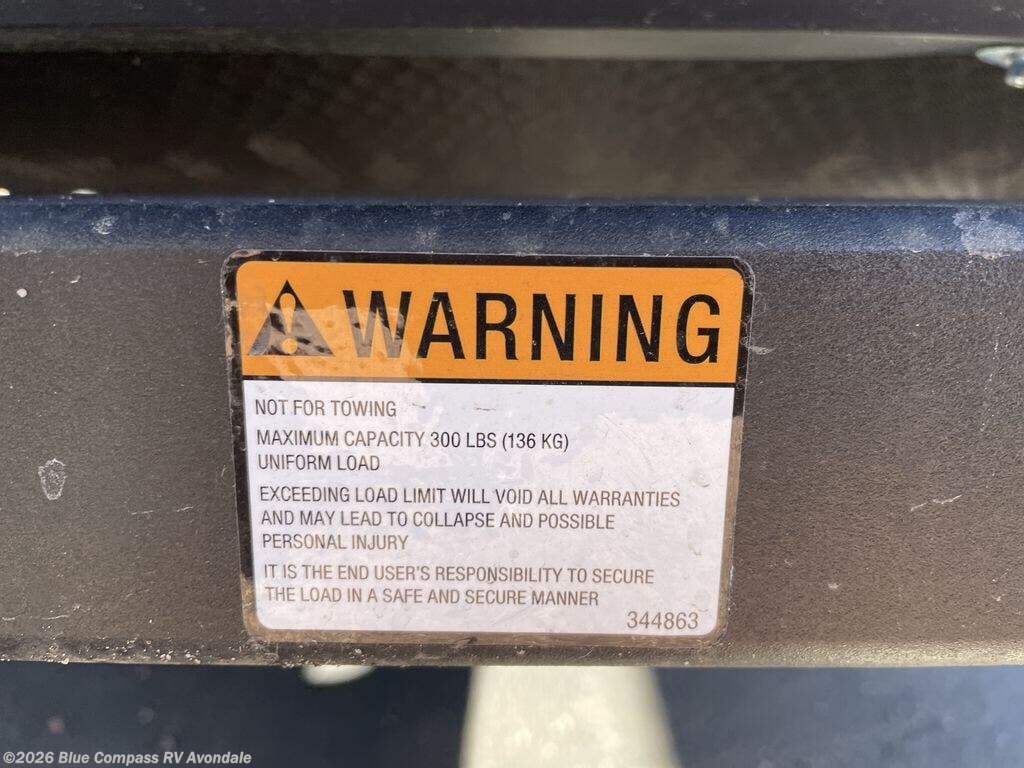 WARNING
NOT FOR TOWING
MAXIMUM CAPACITY 300 LBS (136 KG)
UNIFORM LOAD
EXCEEDING LOAD LIMIT WILL VOID ALL WARRANTIES
AND MAY LEAD TO COLLAPSE AND POSSIBLE
PERSONAL INJURY
IT IS THE END USER'S RESPONSIBILITY TO SECURE
THE LOAD IN A SAFE AND SECURE MANNER
344863
©2026 Blue Compass RV Avondale